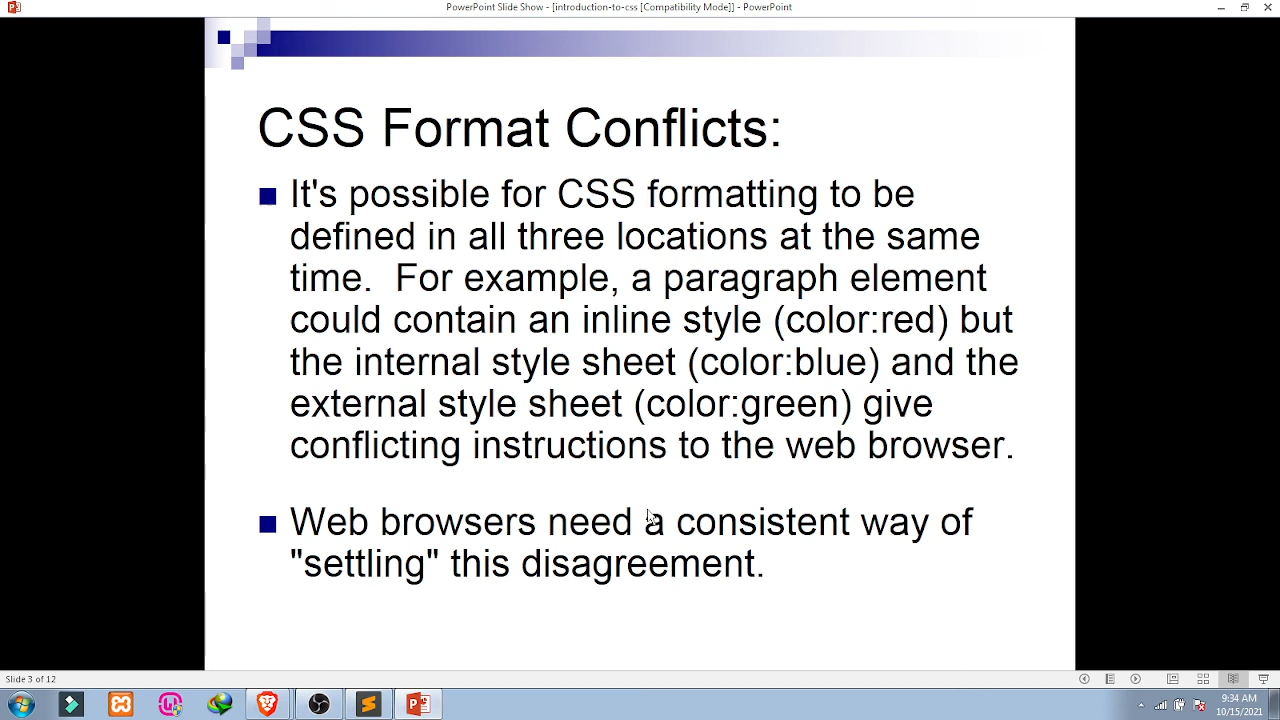 PowerPoint Slide Show - [introduction-to-css [Compatibility Mode]] - PowerPoint
CSS Format Conflicts:
It's possible for CSS formatting to be
defined in all three locations at the same
time.  For example, a paragraph element
could contain an inline style (color:red) but
the internal style sheet (color:blue) and the
external style sheet (color:green) give
conflicting instructions to the web browser.
Web browsers need a consistent way of
"settling" this disagreement.
Slide 3 of 12
9:34 AM
10/15/2021